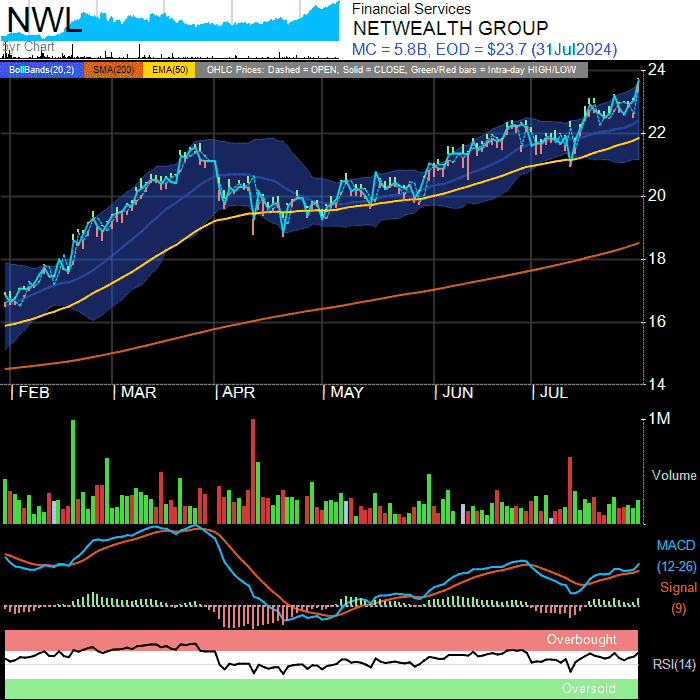 NWL
5yr Chart
Financial Services
NETWEALTH GROUP
MC = 5.8B, EOD = $23.7 (31Jul2024)
BollBands(20,2) SMA(200) EMA(50) OHLC Prices: Dashed = OPEN, Solid = CLOSE, Green/Red bars = Intra-day HIGH/LOW
24
22
20
18
16
14
FEB MAR APR MAY JUN JUL
1M
Volume
MACD
(12-26)
Signal
(9)
Overbought
RSI(14)
Oversold